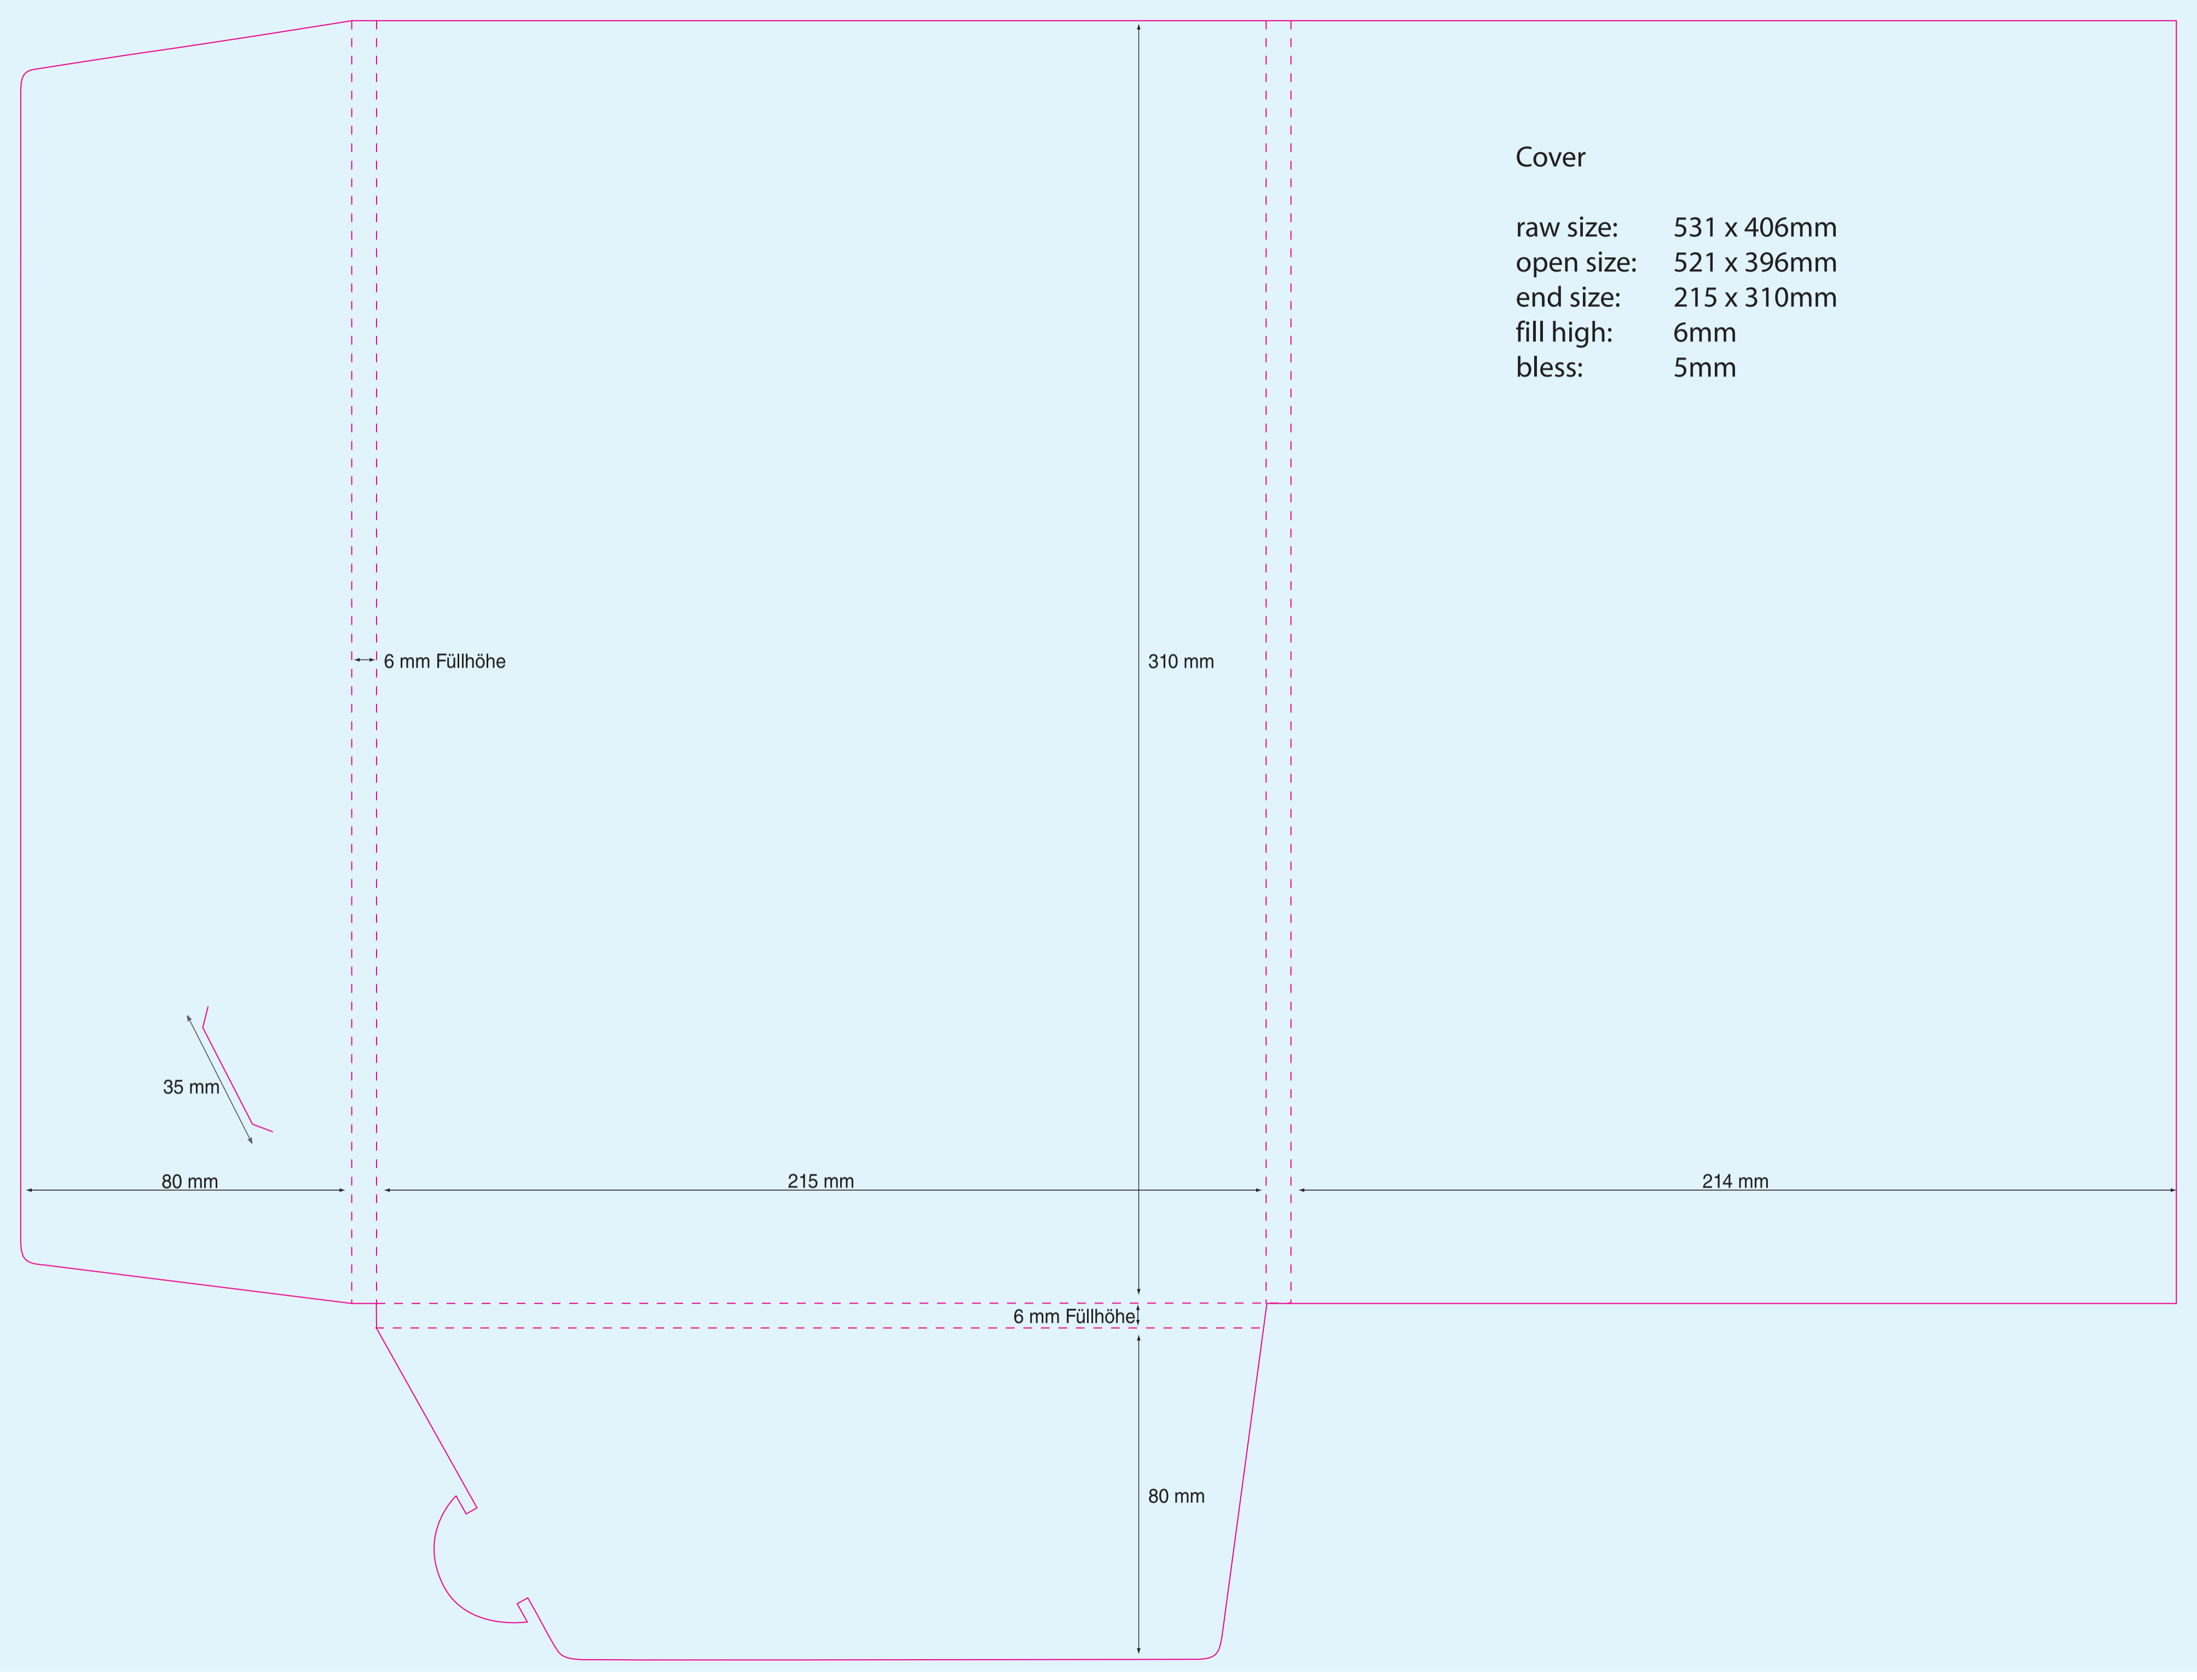 Cover
raw size: 531 x 406mm
open size: 521 x 396mm
end size: 215 x 310mm
fill high: 6mm
bless: 5mm
6 mm Füllhöhe
310 mm
35 mm
80 mm
215 mm
214 mm
6 mm Füllhöhe
80 mm